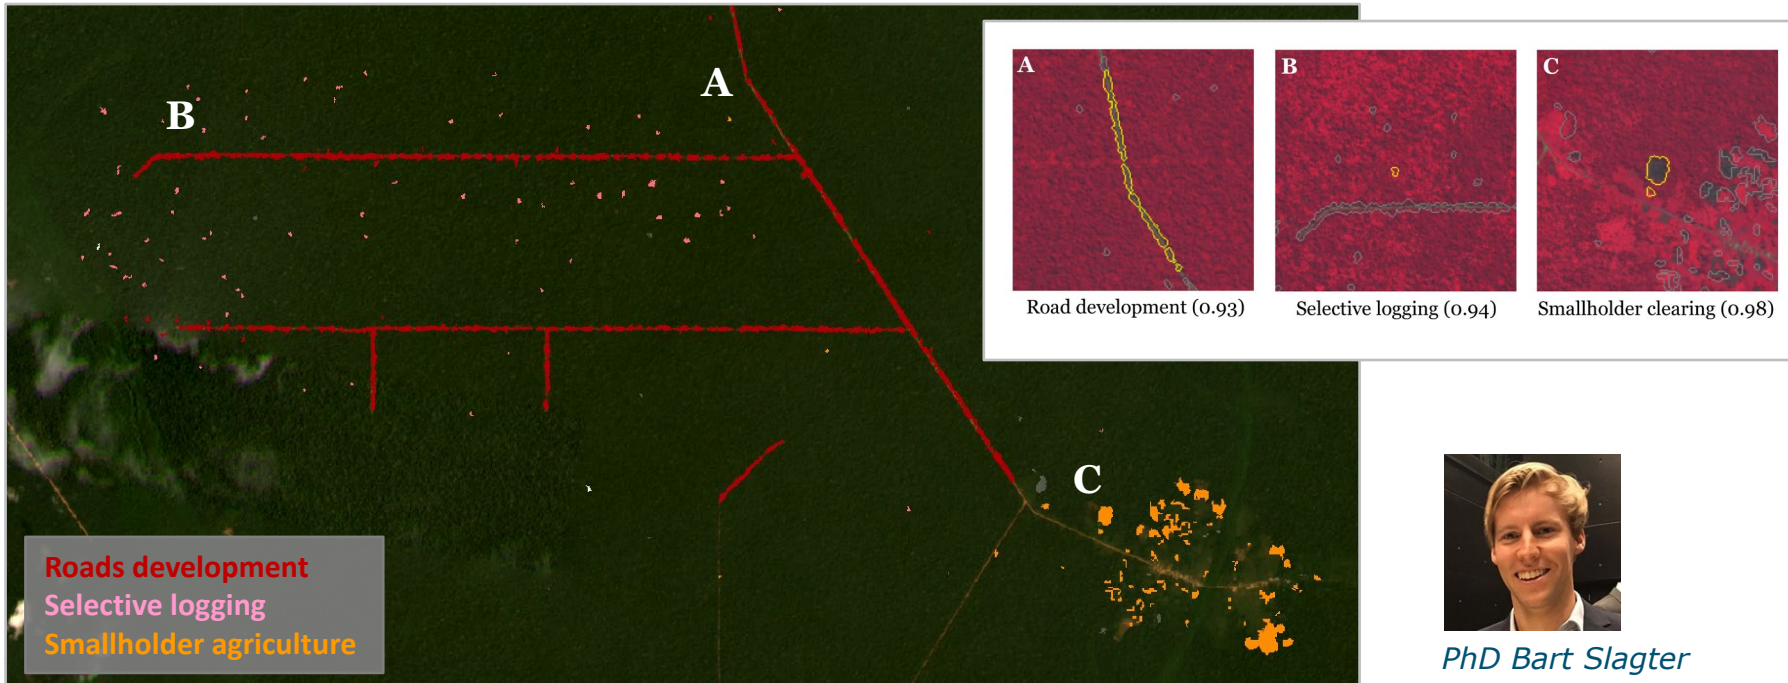 A
B
C
Roads development
Selective logging
Smallholder agriculture
A
B
C
Road development (0.93)
Selective logging (0.94)
Smallholder clearing (0.98)
PhD Bart Slagter